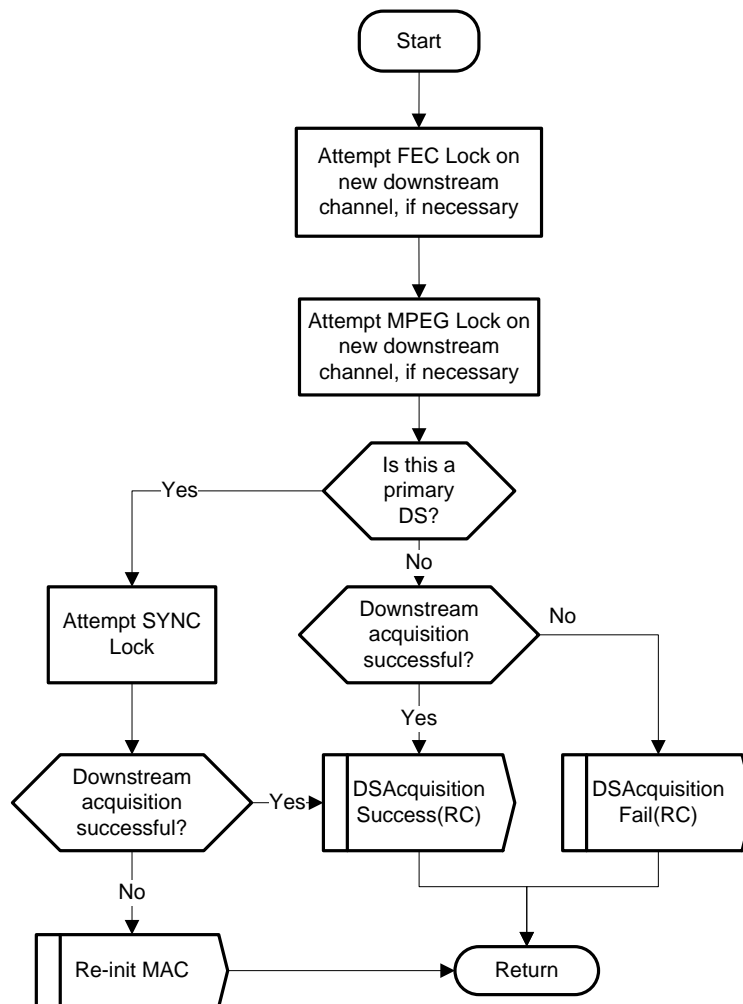 Start
Attempt FEC Lock on
new downstream
channel, if necessary
Attempt MPEG Lock on
new downstream
channel, if necessary
Is this a
primary
DS?
Yes
No
Attempt SYNC
Lock
Downstream
acquisition
successful?
No
Yes
Downstream
acquisition
successful?
Yes
DSAcquisition
Success(RC)
DSAcquisition
Fail(RC)
No
Re-init MAC
Return